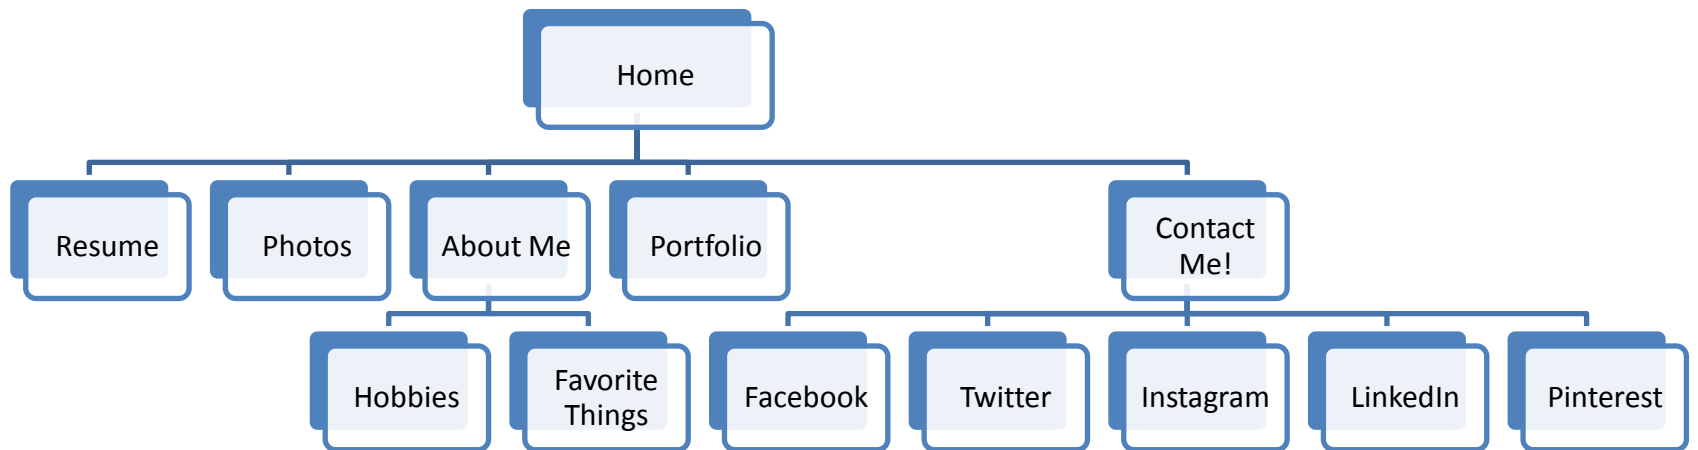 Home
Resume
Photos
About Me
Portfolio
Contact
Me!
Hobbies
Favorite
Things
Facebook
Twitter
Instagram
LinkedIn
Pinterest